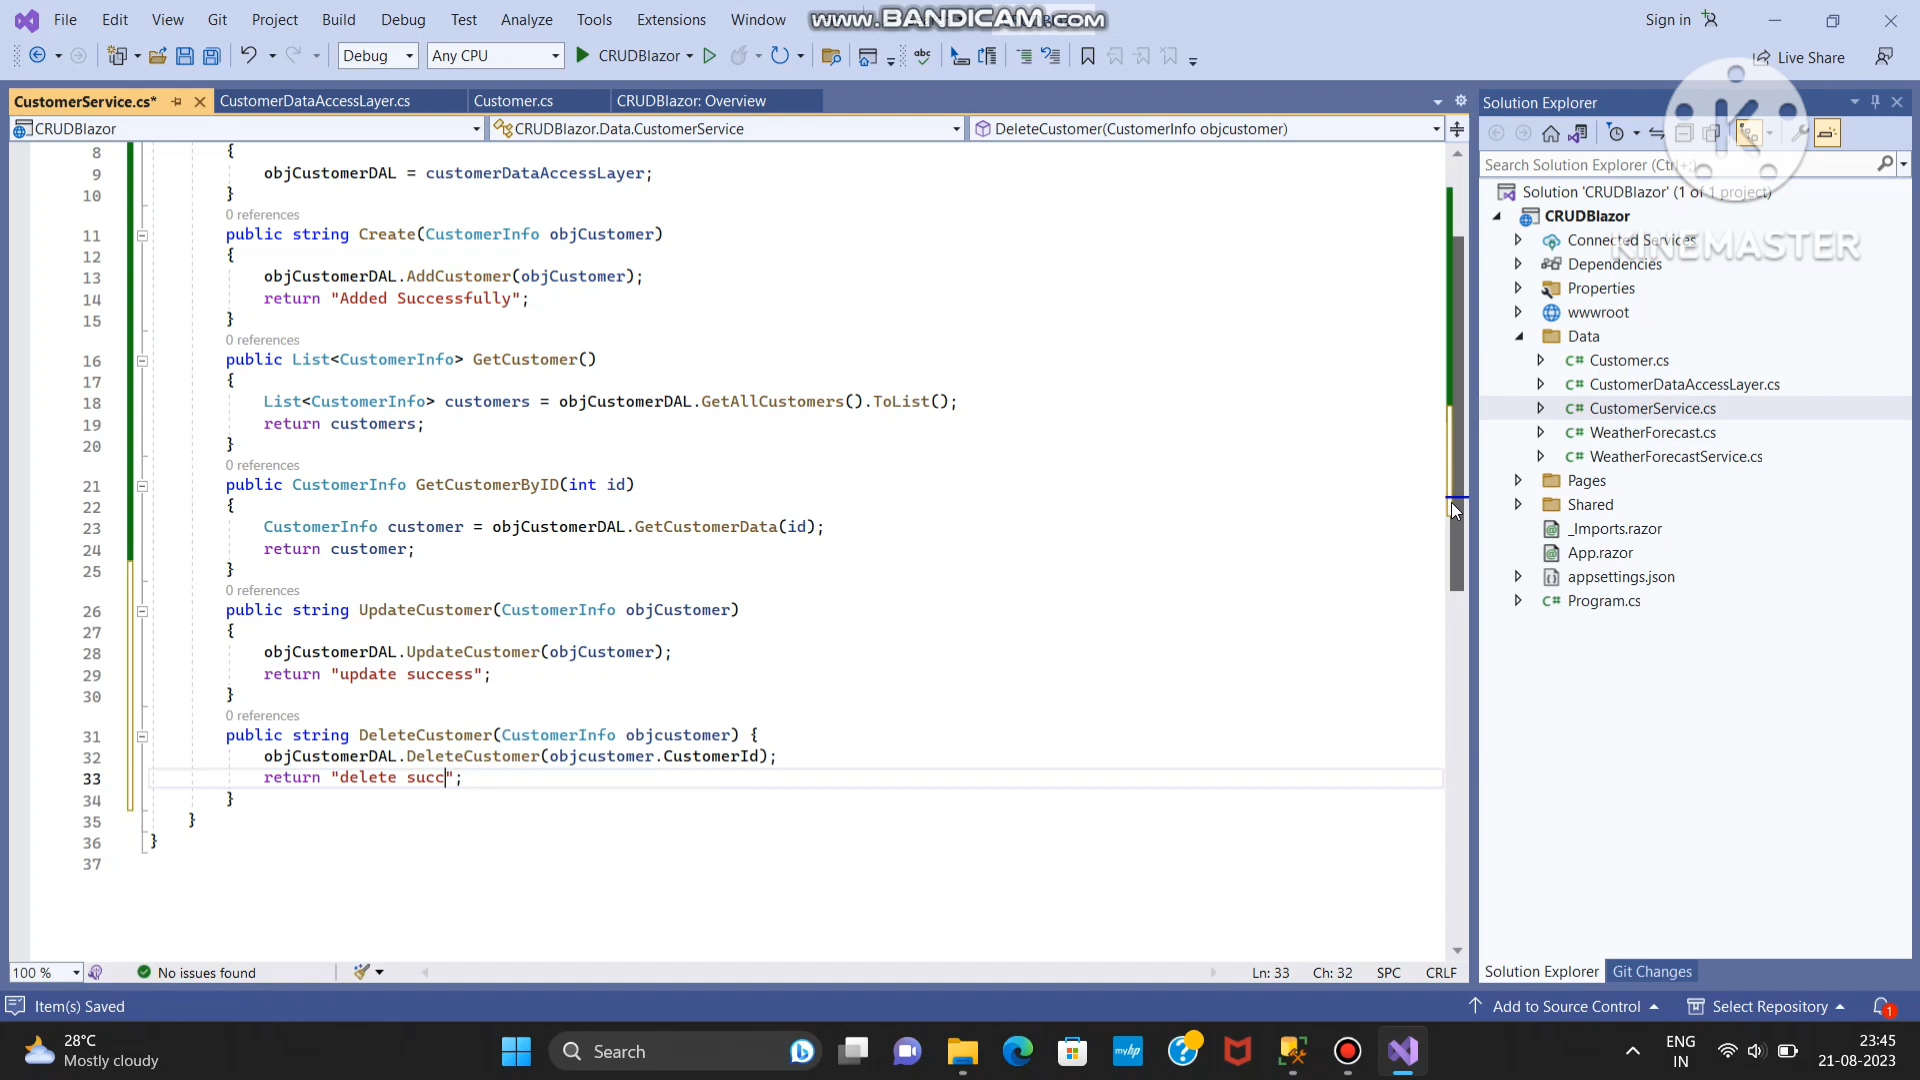 File Edit View Git Project Build Debug Test Analyze Tools Extensions Window
www.BANDICAM.com
Sign in
Debug Any CPU CRUDBlazor Live Share
CustomerService.cs* CustomerDataAccessLayer.cs Customer.cs CRUDBlazor: Overview
CRUDBlazor CRUDBlazor.Data.CustomerService DeleteCustomer(CustomerInfo objcustomer)
8 {
9 objCustomerDAL = customerDataAccessLayer;
10 }
0 references
11 public string Create(CustomerInfo objCustomer)
12 {
13 objCustomerDAL.AddCustomer(objCustomer);
14 return "Added Successfully";
15 }
0 references
16 public List<CustomerInfo> GetCustomer()
17 {
18 List<CustomerInfo> customers = objCustomerDAL.GetAllCustomers().ToList();
19 return customers;
20 }
0 references
21 public CustomerInfo GetCustomerByID(int id)
22 {
23 CustomerInfo customer = objCustomerDAL.GetCustomerData(id);
24 return customer;
25 }
0 references
26 public string UpdateCustomer(CustomerInfo objCustomer)
27 {
28 objCustomerDAL.UpdateCustomer(objCustomer);
29 return "update success";
30 }
0 references
31 public string DeleteCustomer(CustomerInfo objcustomer) {
32 objCustomerDAL.DeleteCustomer(objcustomer.CustomerId);
33 return "delete succ";
34 }
35 }
36 }
37
100 % No issues found Ln: 33 Ch: 32 SPC CRLF
Solution Explorer
Search Solution Explorer (Ctrl+;)
K
KINEMASTER
Solution 'CRUDBlazor' (1 of 1 project)
CRUDBlazor
Connected Services
Dependencies
Properties
wwwroot
Data
C# Customer.cs
C# CustomerDataAccessLayer.cs
C# CustomerService.cs
C# WeatherForecast.cs
C# WeatherForecastService.cs
Pages
Shared
_Imports.razor
App.razor
appsettings.json
C# Program.cs
Solution Explorer Git Changes
Item(s) Saved Add to Source Control Select Repository 1
28°C
Mostly cloudy
Search
myhp
ENG
IN
23:45
21-08-2023